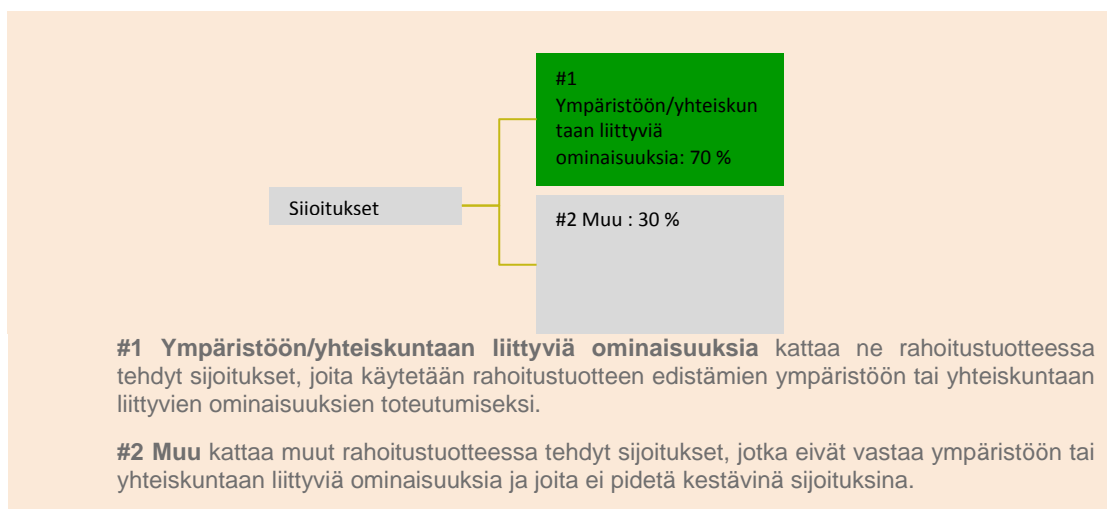 #1
Ympäristöön/yhteiskun
taan liittyviä
ominaisuuksia: 70 %
Sijoitukset
#2 Muu : 30 %
#1 Ympäristöön/yhteiskuntaan liittyviä ominaisuuksia kattaa ne rahoitustuotteessa
tehdyt sijoitukset, joita käytetään rahoitustuotteen edistämien ympäristöön tai yhteiskuntaan
liittyvien ominaisuuksien toteutumiseksi.
#2 Muu kattaa muut rahoitustuotteessa tehdyt sijoitukset, jotka eivät vastaa ympäristöön tai
yhteiskuntaan liittyviä ominaisuuksia ja joita ei pidetä kestävinä sijoituksina.